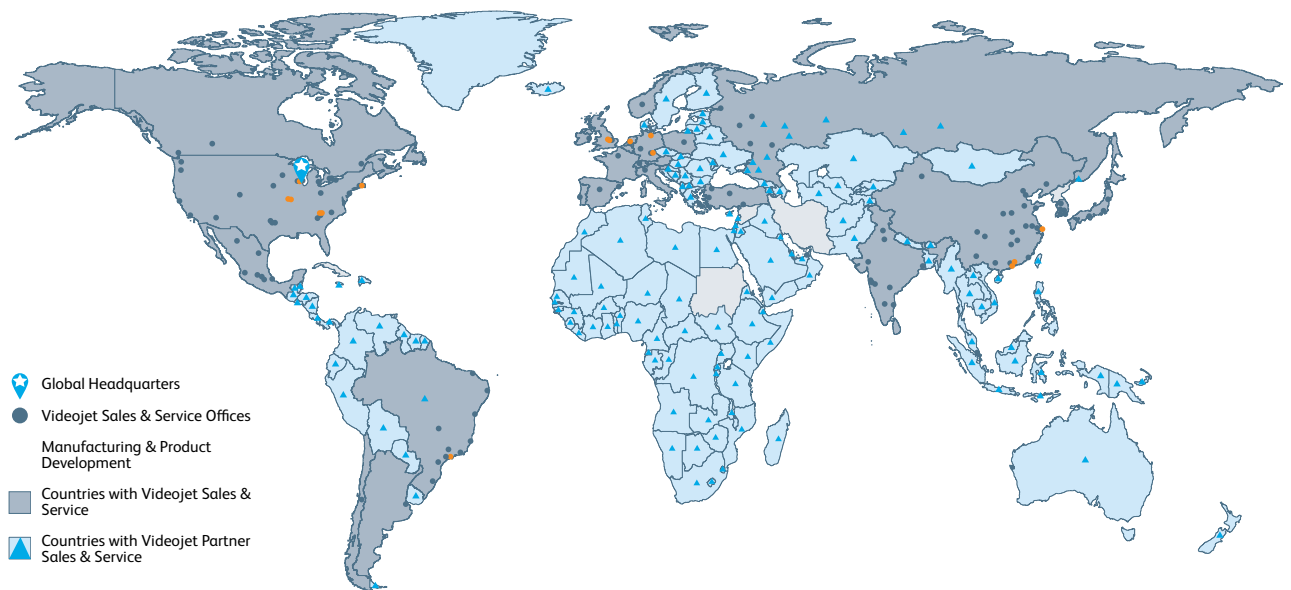 Global Headquarters
Videojet Sales & Service Offices
Manufacturing & Product
Development
Countries with Videojet Sales &
Service
Countries with Videojet Partner
Sales & Service